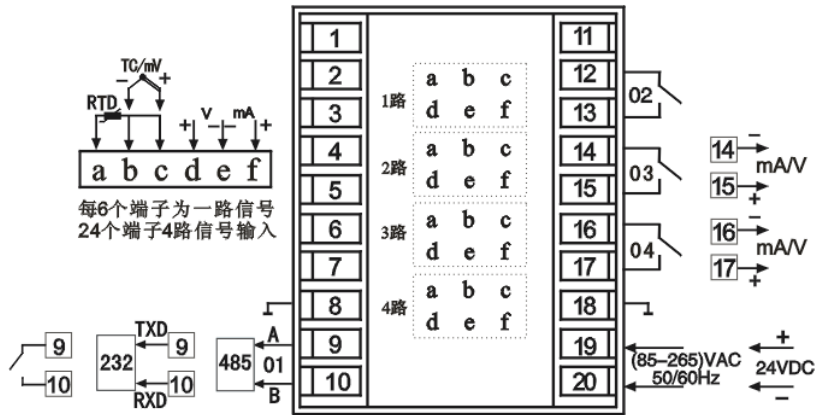 TC/mV
− +
RTD
V mA
+ − − +
a b c d e f
每6个端子为一路信号
24个端子4路信号输入
1
2
3
4
5
6
7
8
9
10
1路
a b c
d e f
2路
a b c
d e f
3路
a b c
d e f
4路
a b c
d e f
11
12
13
14
15
16
17
18
19
20
02
03
04
14 −
mA/V
15 +
16 −
mA/V
17 +
9
10
TXD
232
9
10
RXD
A
485 01
B
(85-265)VAC
50/60Hz
+
24VDC
−